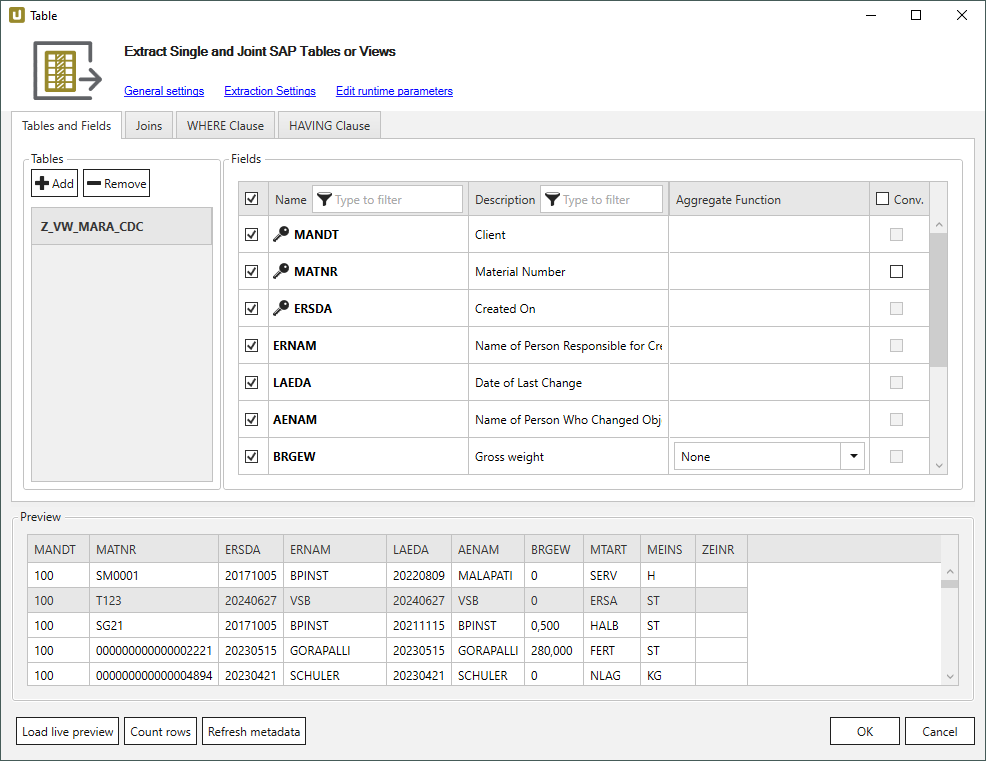 Table
Extract Single and Joint SAP Tables or Views
General settings Extraction Settings Edit runtime parameters
Tables and Fields Joins WHERE Clause HAVING Clause
Tables
Add Remove
Z_VW_MARA_CDC
Fields
Name Type to filter Description Type to filter Aggregate Function Conv.
MANDT Client
MATNR Material Number
ERSDA Created On
ERNAM Name of Person Responsible for Cre
LAEDA Date of Last Change
AENAM Name of Person Who Changed Obj
BRGEW Gross weight None
Preview
MANDT MATNR ERSDA ERNAM LAEDA AENAM BRGEW MTART MEINS ZEINR
100 SM0001 20171005 BPINST 20220809 MALAPATI 0 SERV H
100 T123 20240627 VSB 20240627 VSB 0 ERSA ST
100 SG21 20171005 BPINST 20211115 BPINST 0,500 HALB ST
100 000000000000002221 20230515 GORAPALLI 20230515 GORAPALLI 280,000 FERT ST
100 000000000000004894 20230421 SCHULER 20230421 SCHULER 0 NLAG KG
Load live preview Count rows Refresh metadata OK Cancel